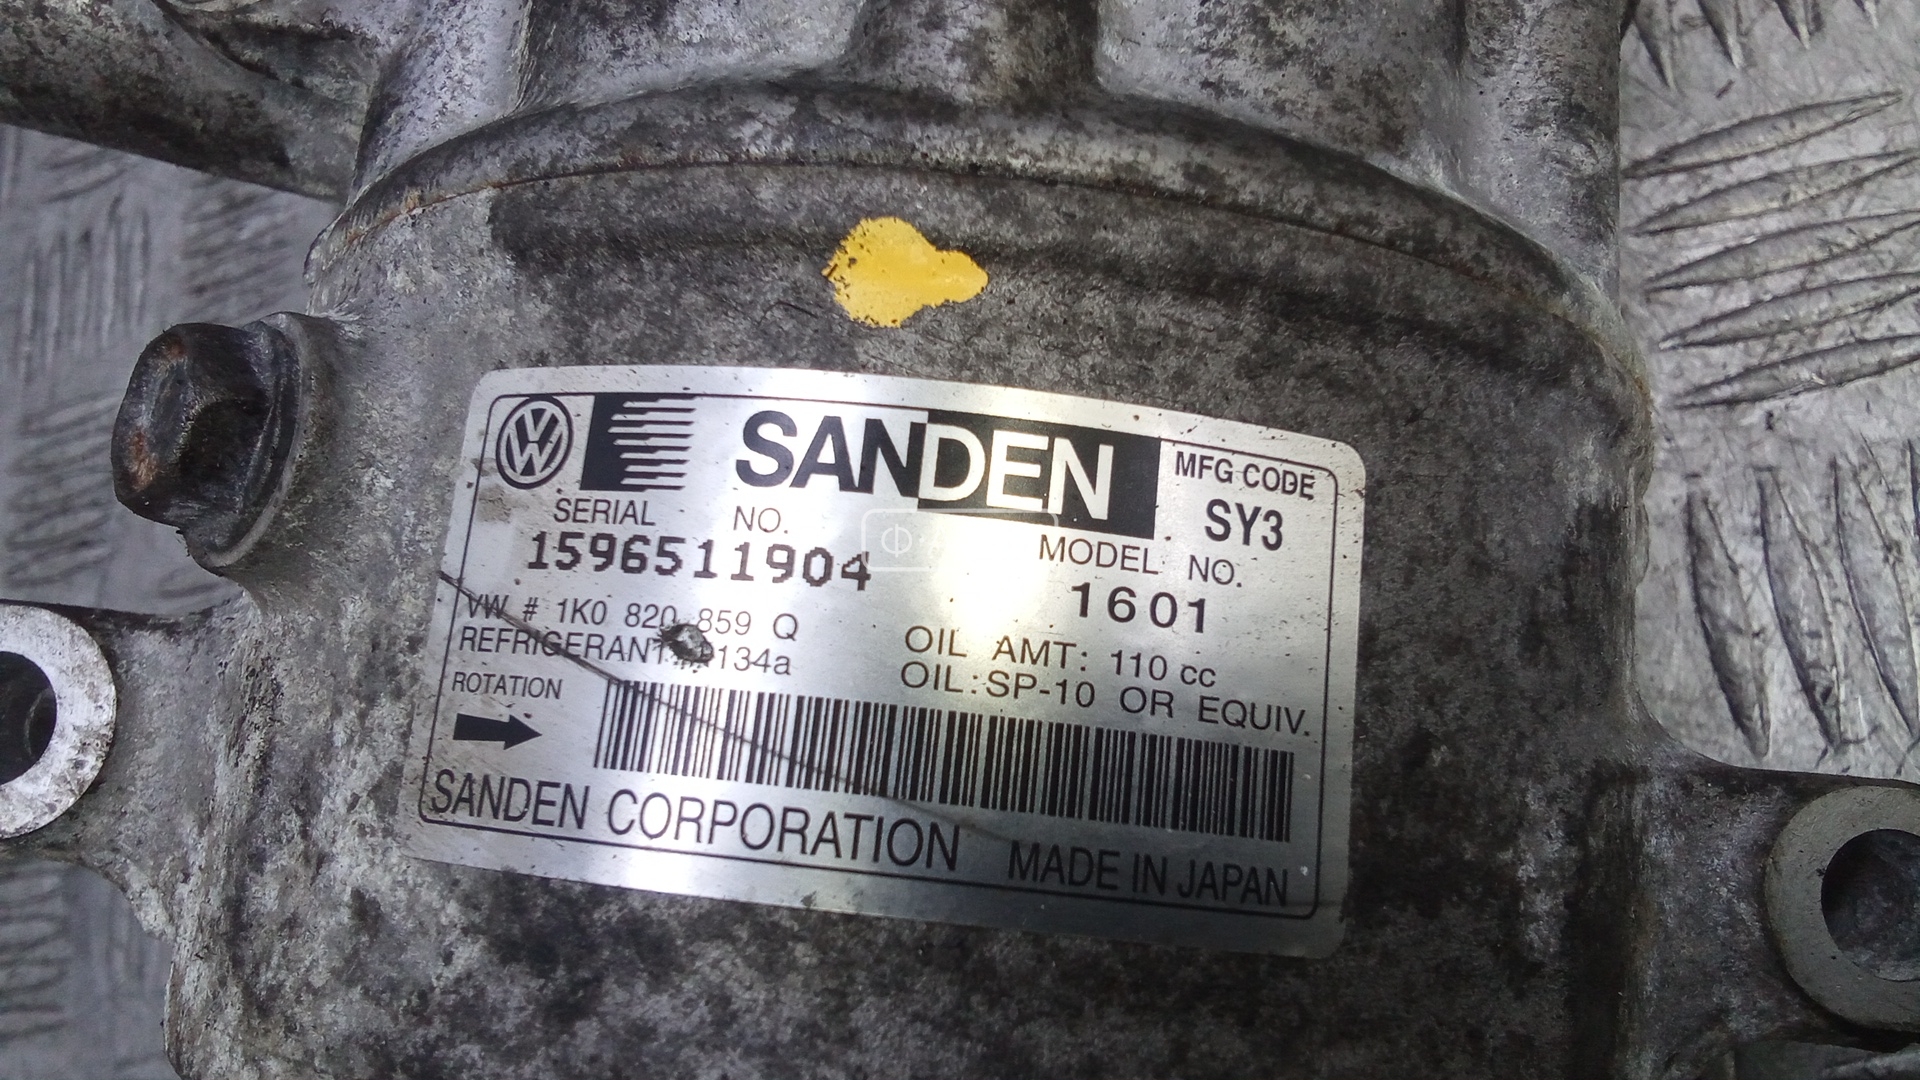 SANDEN
MFG CODE
SY3
SERIAL NO.
1596511904
MODEL NO.
1601
VW # 1K0 820 859 Q
REFRIGERANT 134a
OIL AMT: 110 cc
OIL:SP-10 OR EQUIV.
ROTATION
SANDEN CORPORATION
MADE IN JAPAN